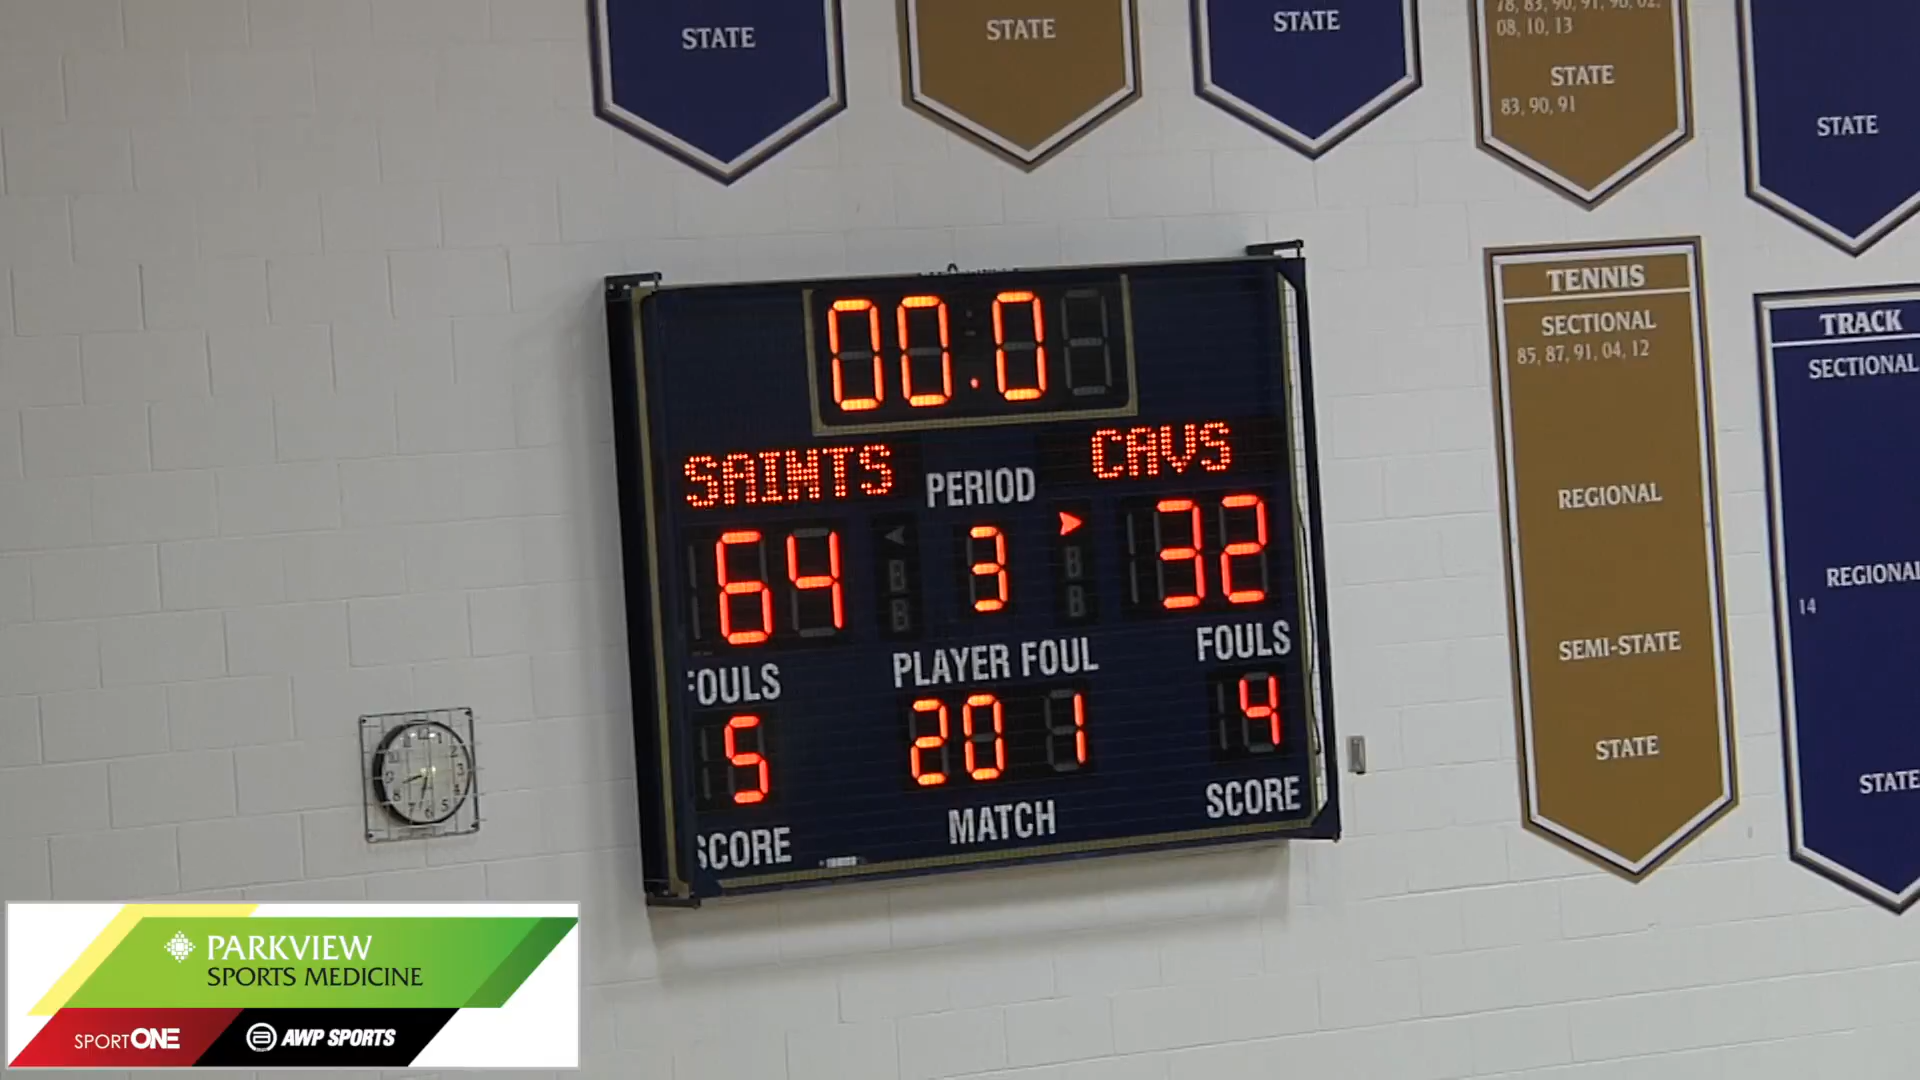 STATE
STATE
STATE
08, 10, 13
STATE
83, 90, 91
STATE
TENNIS
SECTIONAL
85, 87, 91, 04, 12
REGIONAL
SEMI-STATE
STATE
TRACK
SECTIONAL
REGIONAL
14
STATE
00.0
SAINTS
CAVS
PERIOD
64
3
32
FOULS
PLAYER FOUL
FOULS
5
20 1
4
SCORE
MATCH
SCORE
PARKVIEW
SPORTS MEDICINE
SPORTONE
AWP SPORTS